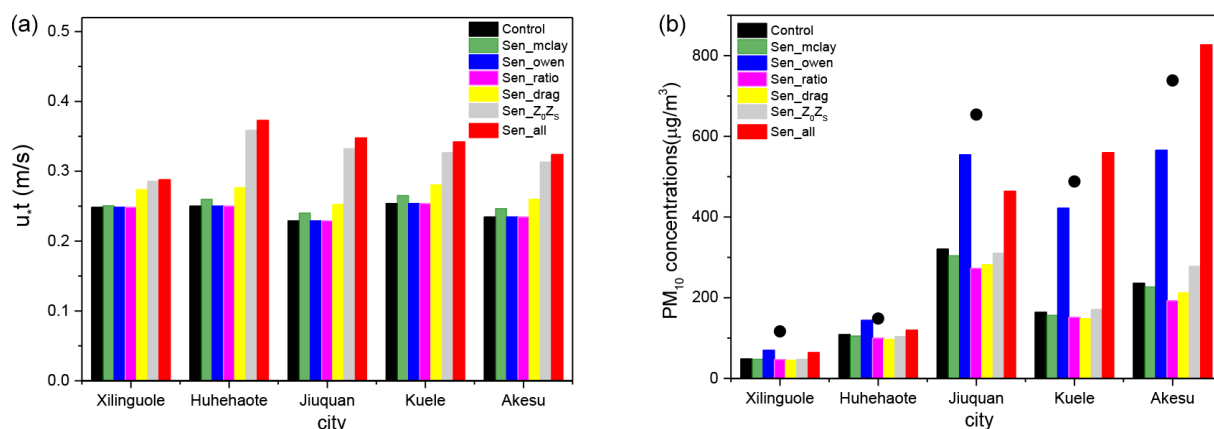 (a)
0.5
0.4
0.3
0.2
0.1
0.0
u*t (m/s)
Control
Sen_mclay
Sen_owen
Sen_ratio
Sen_drag
Sen_Z0Zs
Sen_all
Xilinguole Huhehaote Jiuquan Kuele Akesu
city
(b)
800
600
400
200
0
PM10 concentrations(μg/m3)
Control
Sen_mclay
Sen_owen
Sen_ratio
Sen_drag
Sen_Z0Zs
Sen_all
Xilinguole Huhehaote Jiuquan Kuele Akesu
city